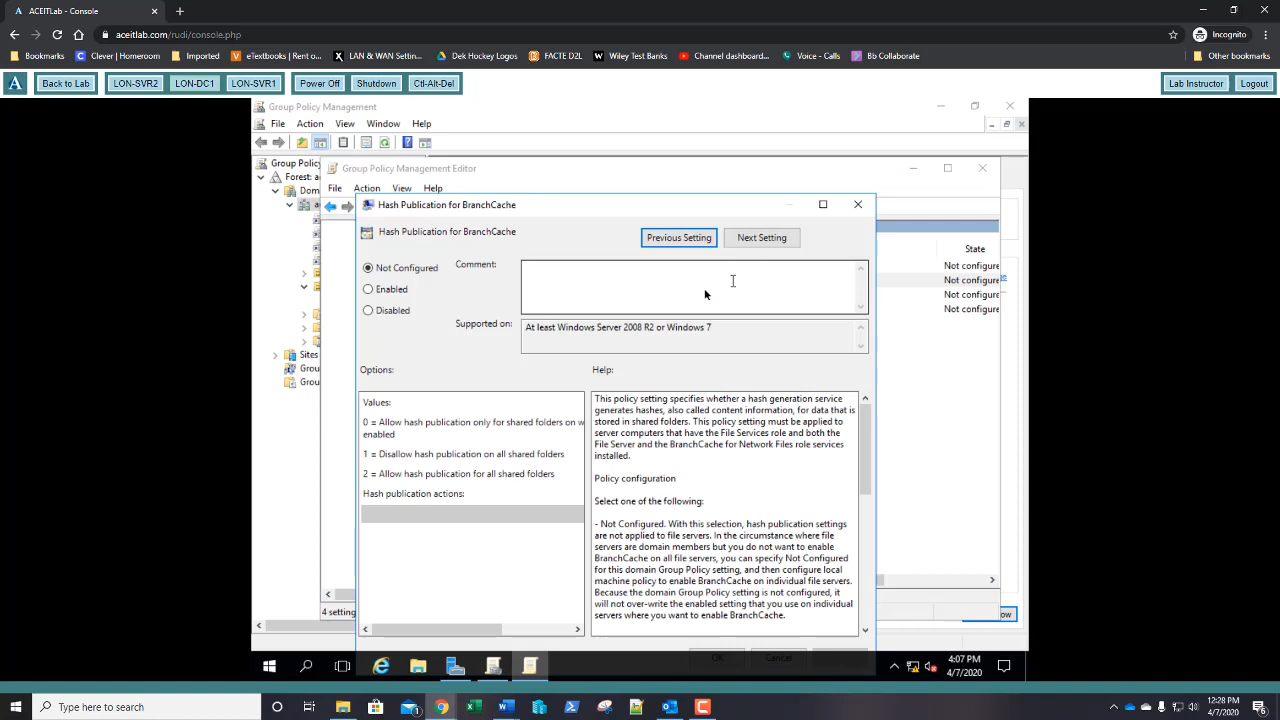 ACEITLab - Console
aceitlab.com/rudi/console.php
Incognito
Bookmarks
Clever | Homeroom
Imported
eTextbooks | Rent o...
LAN & WAN Setting...
Dek Hockey Logos
FACTE D2L
Wiley Test Banks
Channel dashboard...
Voice - Calls
Bb Collaborate
Other bookmarks
A
Back to Lab
LON-SVR2
LON-DC1
LON-SVR1
Power Off
Shutdown
Ctl-Alt-Del
Lab Instructor
Logout
Group Policy Management
File Action View Window Help
Group Policy Management Editor
File Action View Help
Group Policy
Forest: a
Dom
Sites
Grou
Grou
Hash Publication for BranchCache
Hash Publication for BranchCache
Previous Setting
Next Setting
Not Configured
Enabled
Disabled
Comment:
Supported on:
At least Windows Server 2008 R2 or Windows 7
State
Not configure
Not configure
Not configure
Not configure
Options:
Help:
Values:
0 = Allow hash publication only for shared folders on w
enabled
1 = Disallow hash publication on all shared folders
2 = Allow hash publication for all shared folders
Hash publication actions:
This policy setting specifies whether a hash generation service
generates hashes, also called content information, for data that is
stored in shared folders. This policy setting must be applied to
server computers that have the File Services role and both the
File Server and the BranchCache for Network Files role services
installed.
Policy configuration
Select one of the following:
- Not Configured. With this selection, hash publication settings
are not applied to file servers. In the circumstance where file
servers are domain members but you do not want to enable
BranchCache on all file servers, you can specify Not Configured
for this domain Group Policy setting, and then configure local
machine policy to enable BranchCache on individual file servers.
Because the domain Group Policy setting is not configured, it
will not over-write the enabled setting that you use on individual
servers where you want to enable BranchCache.
4 setting
OK
Cancel
4:07 PM
4/7/2020
Type here to search
12:28 PM
4/7/2020